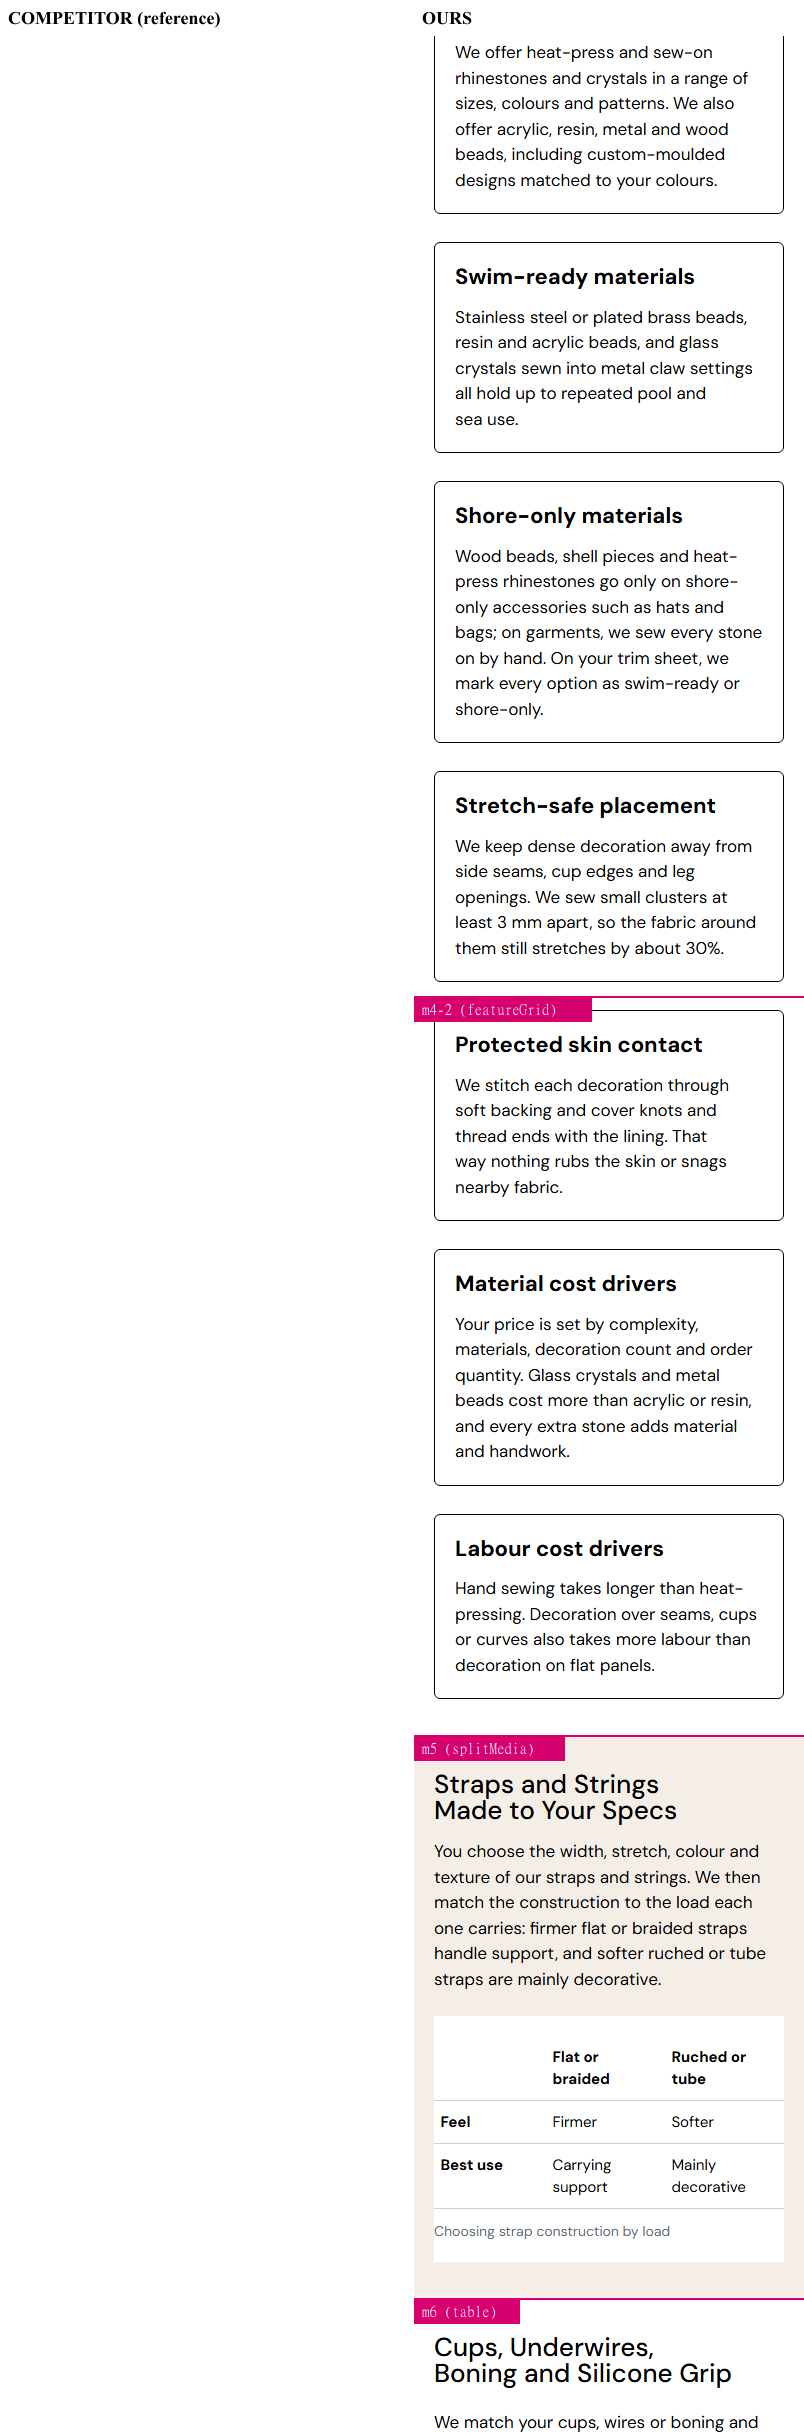 COMPETITOR (reference)
OURS
We offer heat-press and sew-on
rhinestones and crystals in a range of
sizes, colours and patterns. We also
offer acrylic, resin, metal and wood
beads, including custom-moulded
designs matched to your colours.
Swim-ready materials
Stainless steel or plated brass beads,
resin and acrylic beads, and glass
crystals sewn into metal claw settings
all hold up to repeated pool and
sea use.
Shore-only materials
Wood beads, shell pieces and heat-
press rhinestones go only on shore-
only accessories such as hats and
bags; on garments, we sew every stone
on by hand. On your trim sheet, we
mark every option as swim-ready or
shore-only.
Stretch-safe placement
We keep dense decoration away from
side seams, cup edges and leg
openings. We sew small clusters at
least 3 mm apart, so the fabric around
them still stretches by about 30%.
m4-2 (featureGrid)
Protected skin contact
We stitch each decoration through
soft backing and cover knots and
thread ends with the lining. That
way nothing rubs the skin or snags
nearby fabric.
Material cost drivers
Your price is set by complexity,
materials, decoration count and order
quantity. Glass crystals and metal
beads cost more than acrylic or resin,
and every extra stone adds material
and handwork.
Labour cost drivers
Hand sewing takes longer than heat-
pressing. Decoration over seams, cups
or curves also takes more labour than
decoration on flat panels.
m5 (splitMedia)
Straps and Strings
Made to Your Specs
You choose the width, stretch, colour and
texture of our straps and strings. We then
match the construction to the load each
one carries: firmer flat or braided straps
handle support, and softer ruched or tube
straps are mainly decorative.
Flat or braided
Ruched or tube
Feel
Firmer
Softer
Best use
Carrying support
Mainly decorative
Choosing strap construction by load
m6 (table)
Cups, Underwires,
Boning and Silicone Grip
We match your cups, wires or boning and